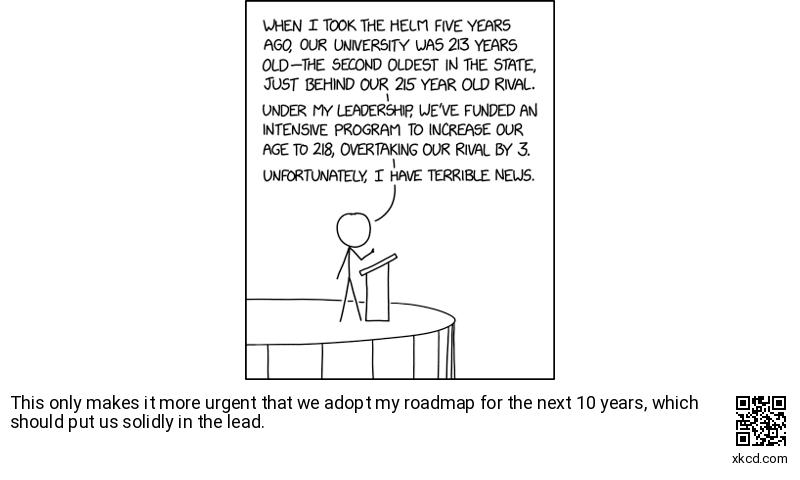 WHEN I TOOK THE HELM FIVE YEARS
AGO, OUR UNIVERSITY WAS 213 YEARS
OLD—THE SECOND OLDEST IN THE STATE,
JUST BEHIND OUR 215 YEAR OLD RIVAL.
UNDER MY LEADERSHIP, WE'VE FUNDED AN
INTENSIVE PROGRAM TO INCREASE OUR
AGE TO 218, OVERTAKING OUR RIVAL BY 3.
UNFORTUNATELY, I HAVE TERRIBLE NEWS.
This only makes it more urgent that we adopt my roadmap for the next 10 years, which
should put us solidly in the lead.
xkcd.com